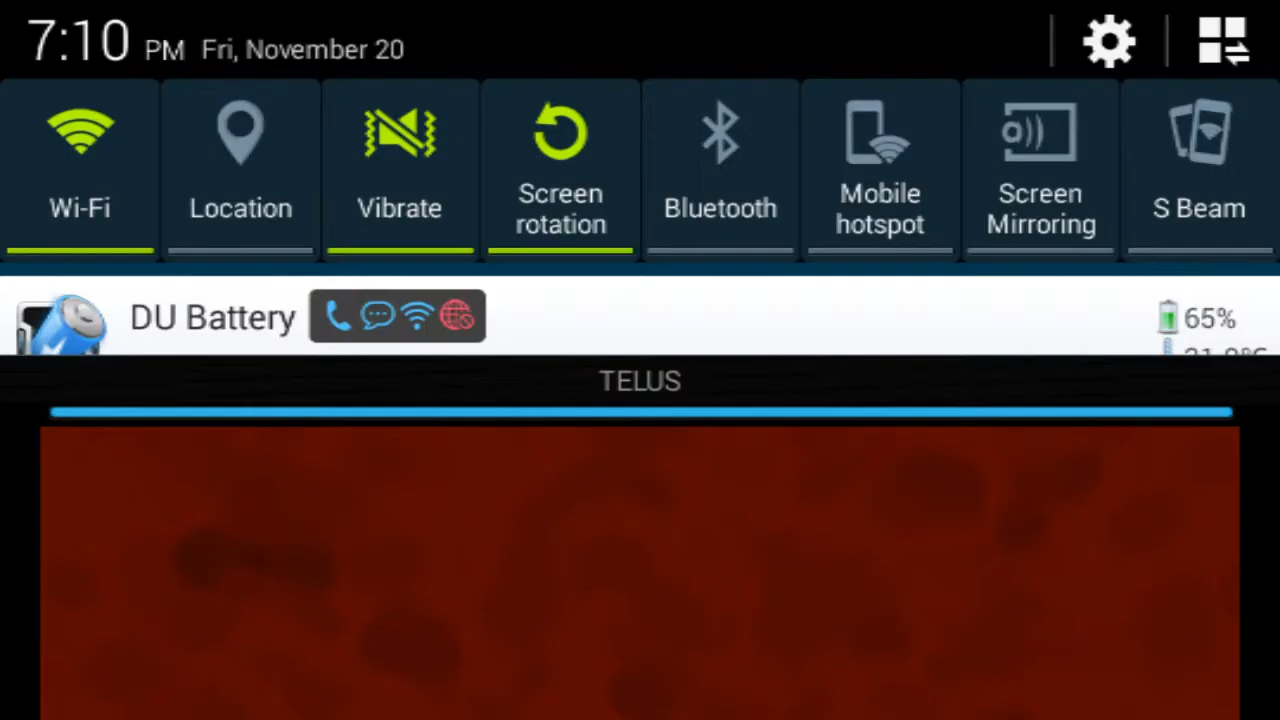 7:10 PM Fri, November 20
Wi-Fi
Location
Vibrate
Screen rotation
Bluetooth
Mobile hotspot
Screen Mirroring
S Beam
DU Battery
65%
TELUS